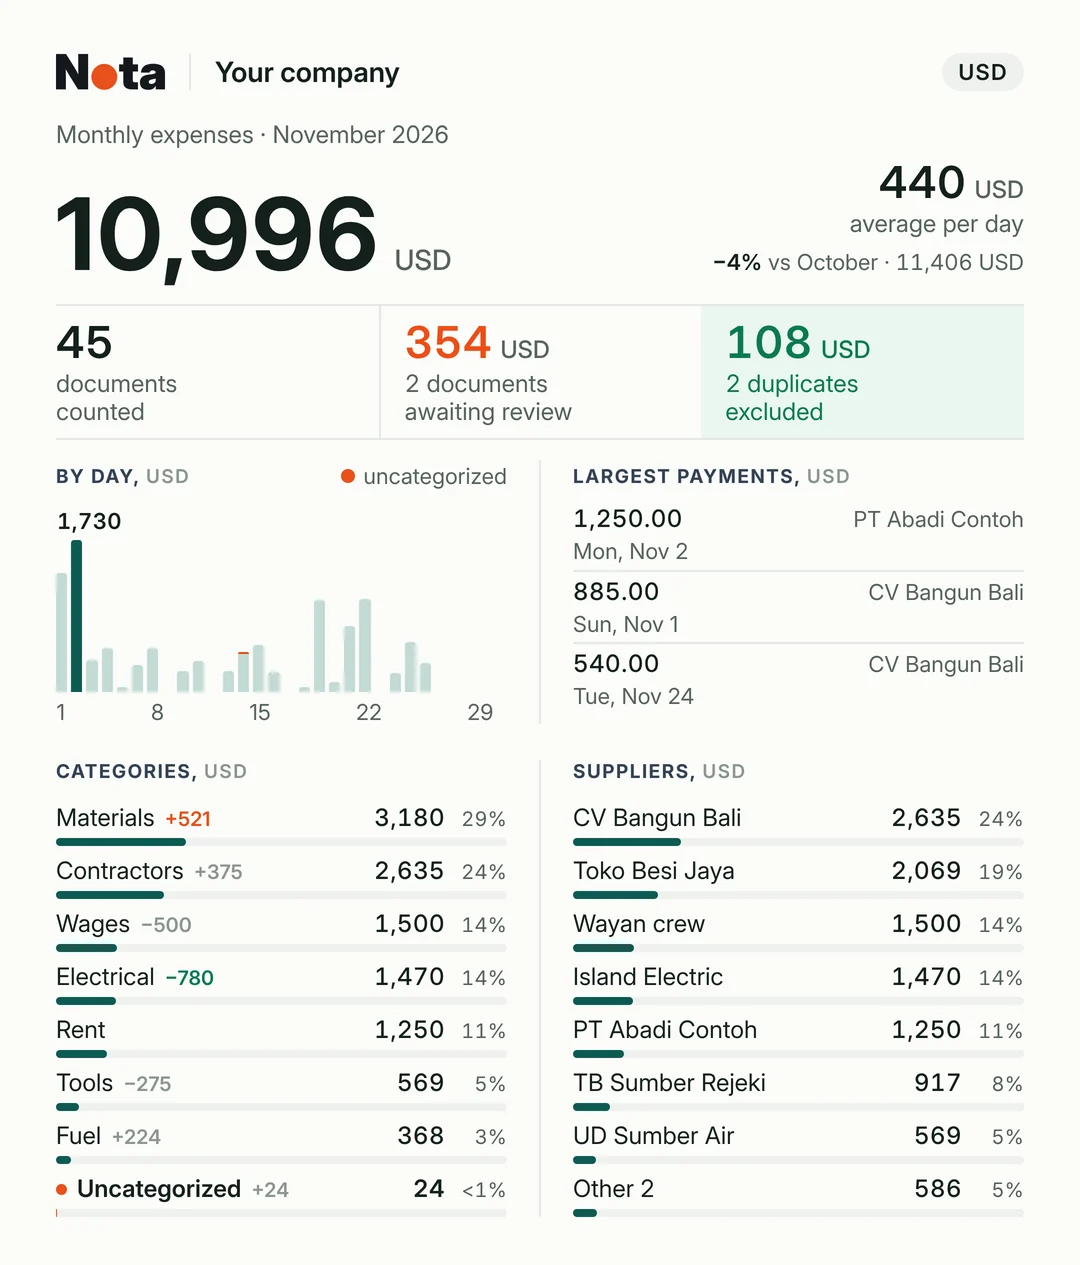 Nota
Your company
USD
Monthly expenses · November 2026
10,996 USD
440 USD
average per day
−4% vs October · 11,406 USD
45
documents
counted
354 USD
2 documents
awaiting review
108 USD
2 duplicates
excluded
BY DAY, USD
uncategorized
1,730
1 8 15 22 29
LARGEST PAYMENTS, USD
1,250.00 PT Abadi Contoh
Mon, Nov 2
885.00 CV Bangun Bali
Sun, Nov 1
540.00 CV Bangun Bali
Tue, Nov 24
CATEGORIES, USD
Materials +521 3,180 29%
Contractors +375 2,635 24%
Wages −500 1,500 14%
Electrical −780 1,470 14%
Rent 1,250 11%
Tools −275 569 5%
Fuel +224 368 3%
Uncategorized +24 24 <1%
SUPPLIERS, USD
CV Bangun Bali 2,635 24%
Toko Besi Jaya 2,069 19%
Wayan crew 1,500 14%
Island Electric 1,470 14%
PT Abadi Contoh 1,250 11%
TB Sumber Rejeki 917 8%
UD Sumber Air 569 5%
Other 2 586 5%